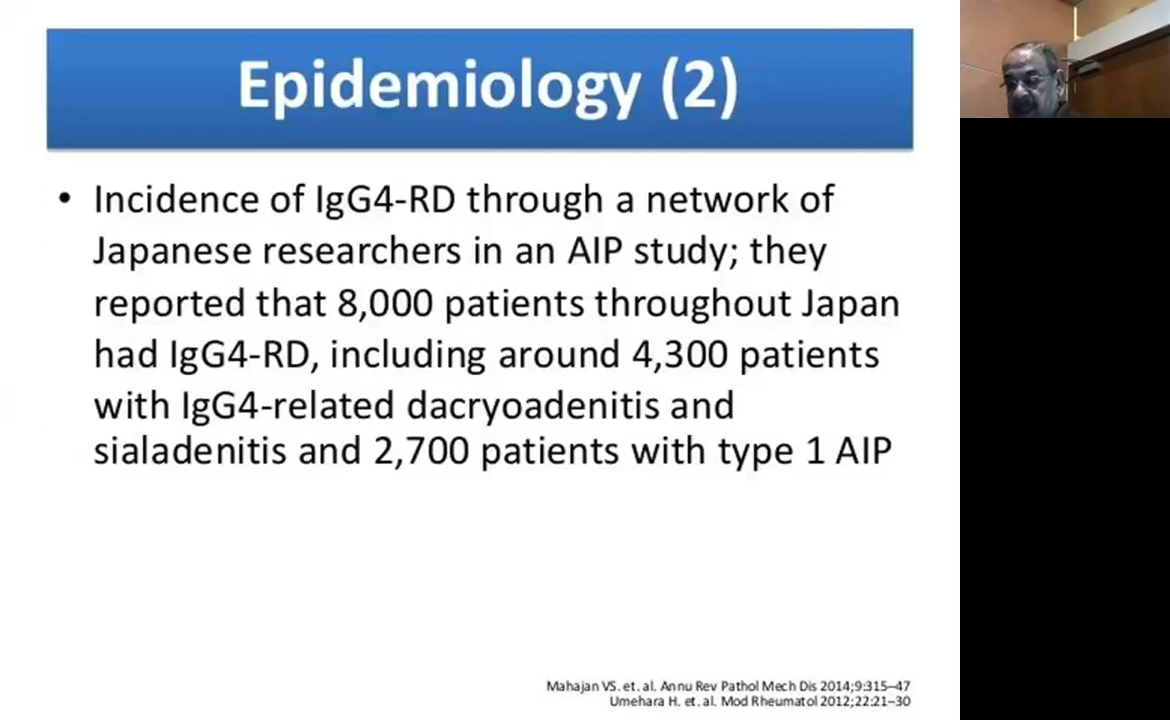 Epidemiology (2)
• Incidence of IgG4-RD through a network of
Japanese researchers in an AIP study; they
reported that 8,000 patients throughout Japan
had IgG4-RD, including around 4,300 patients
with IgG4-related dacryoadenitis and
sialadenitis and 2,700 patients with type 1 AIP
Mahajan VS. et. al. Annu Rev Pathol Mech Dis 2014;9:315–47
Umehara H. et. al. Mod Rheumatol 2012;22:21–30